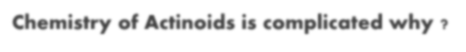 Chemistry of Actinoids is complicated why ?